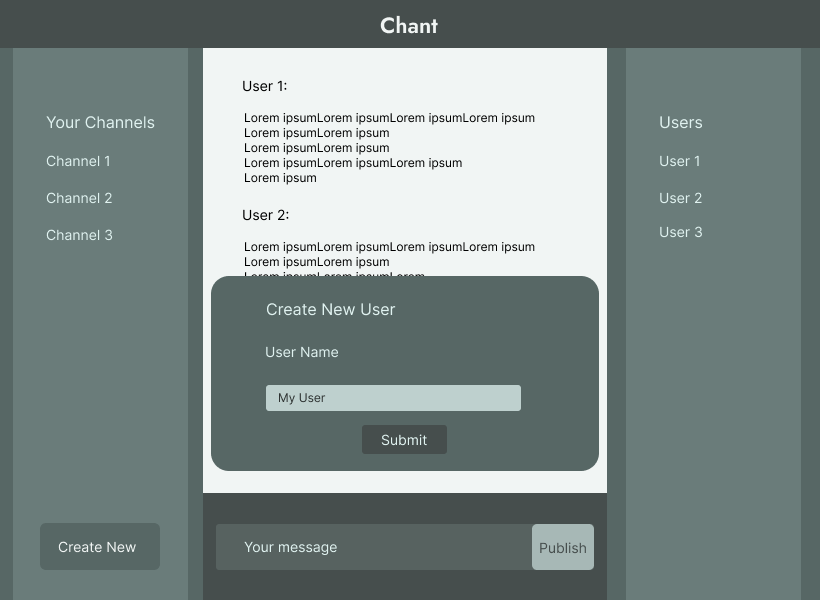 Chant
Your Channels
Channel 1
Channel 2
Channel 3
Create New
User 1:
Lorem ipsumLorem ipsumLorem ipsumLorem ipsum
Lorem ipsumLorem ipsum
Lorem ipsumLorem ipsum
Lorem ipsumLorem ipsumLorem ipsum
Lorem ipsum
User 2:
Lorem ipsumLorem ipsumLorem ipsumLorem ipsum
Lorem ipsumLorem ipsum
Lorem ipsumLorem ipsumLorem
Create New User
User Name
My User
Submit
Your message
Publish
Users
User 1
User 2
User 3